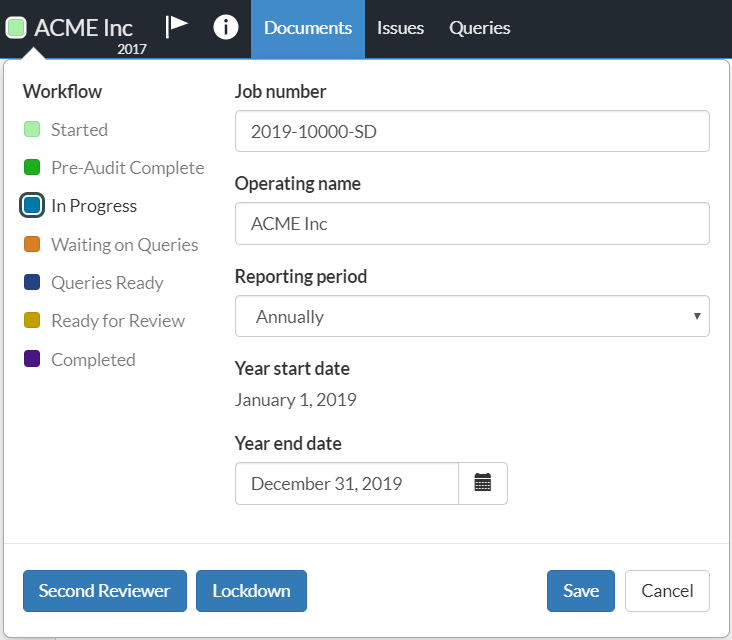 ACME Inc
2017
Documents
Issues
Queries
Workflow
Started
Pre-Audit Complete
In Progress
Waiting on Queries
Queries Ready
Ready for Review
Completed
Job number
2019-10000-SD
Operating name
ACME Inc
Reporting period
Annually
Year start date
January 1, 2019
Year end date
December 31, 2019
Second Reviewer
Lockdown
Save
Cancel